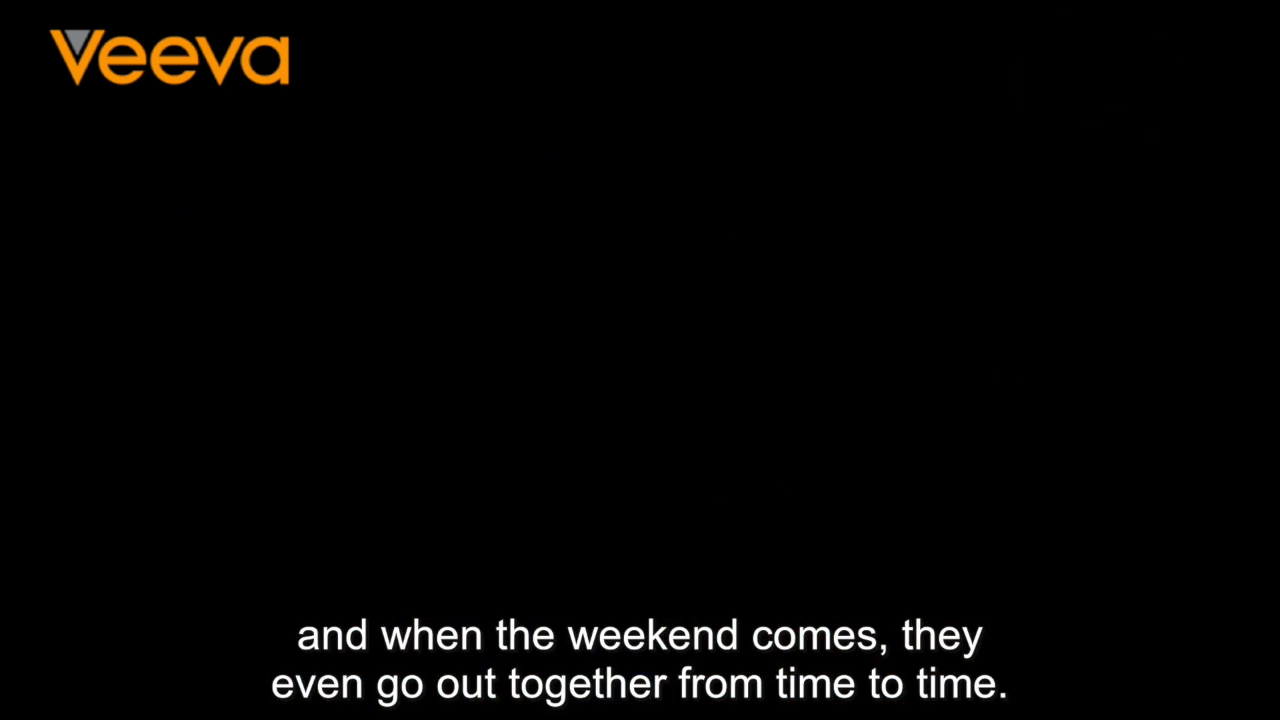 Veeva
and when the weekend comes, they
even go out together from time to time.